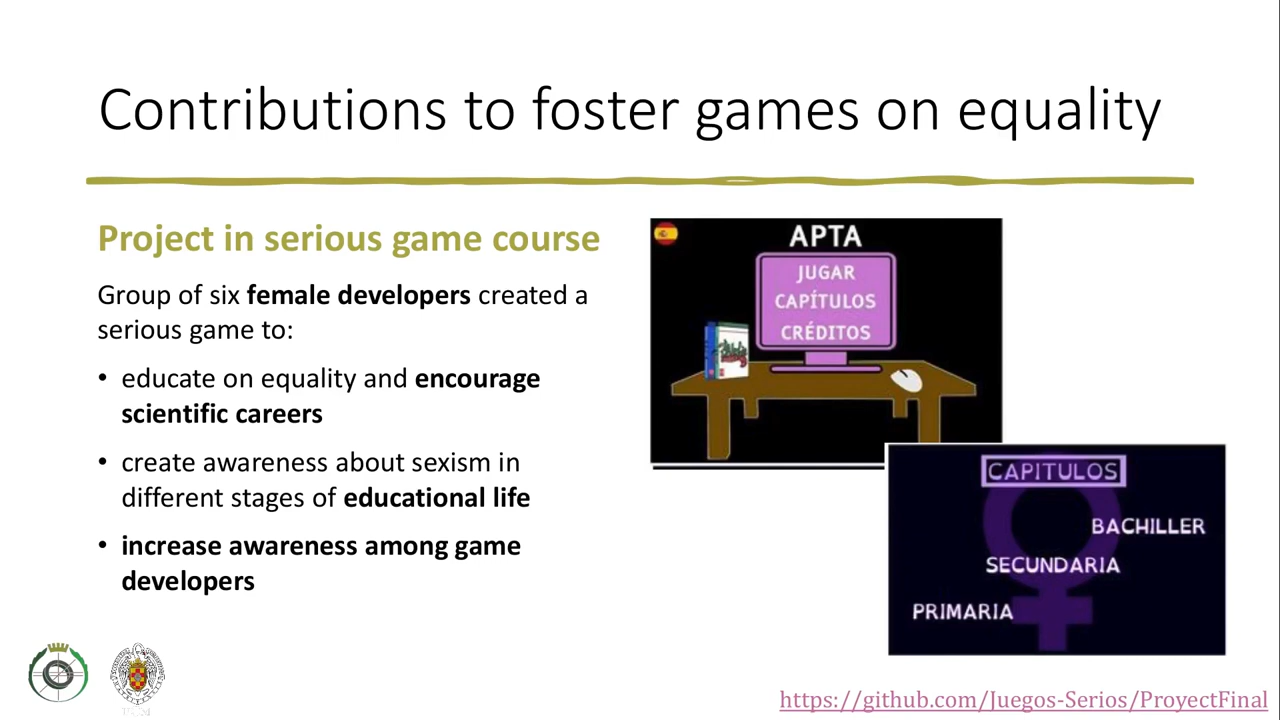 Contributions to foster games on equality
Project in serious game course
Group of six female developers created a
serious game to:
• educate on equality and encourage
scientific careers
• create awareness about sexism in
different stages of educational life
• increase awareness among game
developers
APTA
JUGAR
CAPÍTULOS
CRÉDITOS
CAPITULOS
BACHILLER
SECUNDARIA
PRIMARIA
https://github.com/Juegos-Serios/ProyectFinal